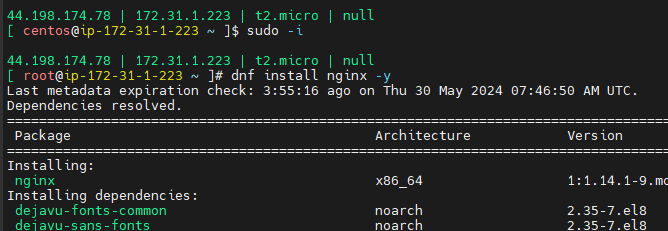 44.198.174.78 | 172.31.1.223 | t2.micro | null
[ centos@ip-172-31-1-223 ~ ]$ sudo -i
44.198.174.78 | 172.31.1.223 | t2.micro | null
[ root@ip-172-31-1-223 ~ ]# dnf install nginx -y
Last metadata expiration check: 3:55:16 ago on Thu 30 May 2024 07:46:50 AM UTC.
Dependencies resolved.
================================================================================
Package Architecture Version
================================================================================
Installing:
nginx x86_64 1:1.14.1-9.mo
Installing dependencies:
dejavu-fonts-common noarch 2.35-7.el8
dejavu-sans-fonts noarch 2.35-7.el8